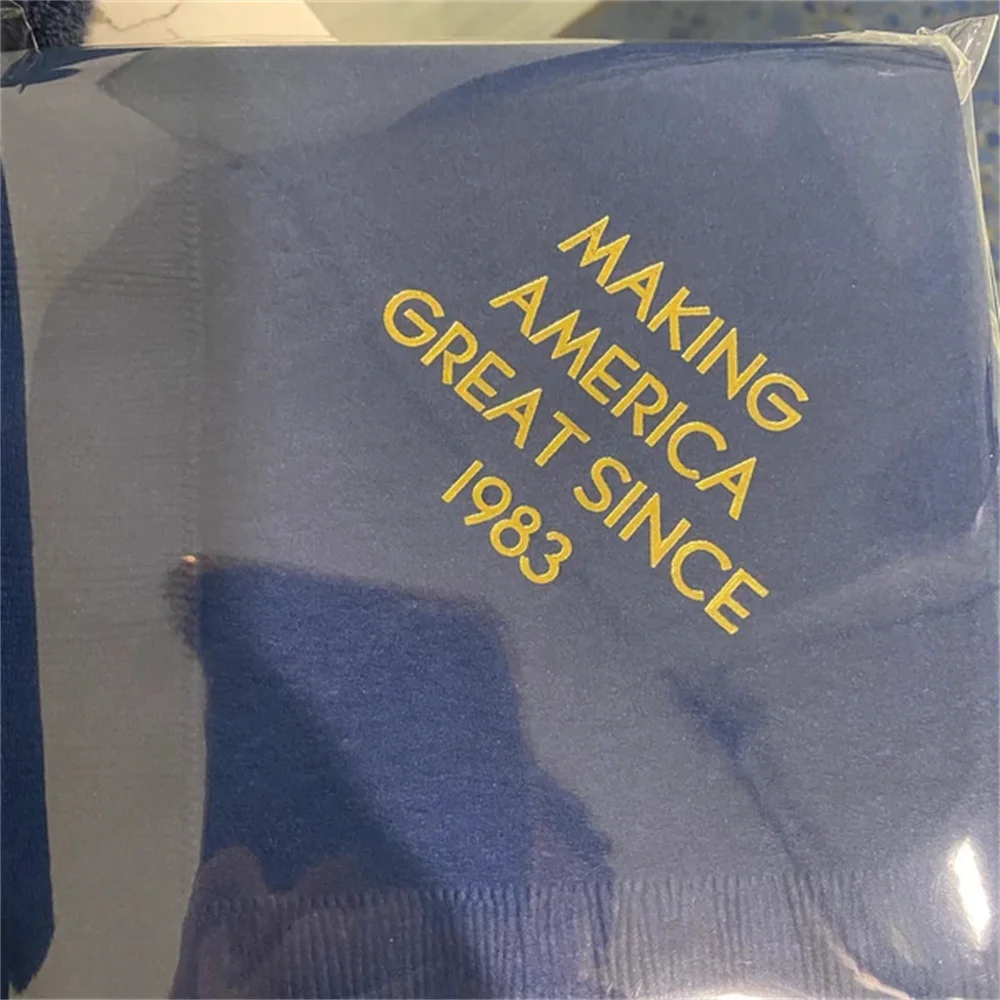 MAKING
AMERICA
GREAT SINCE
1983